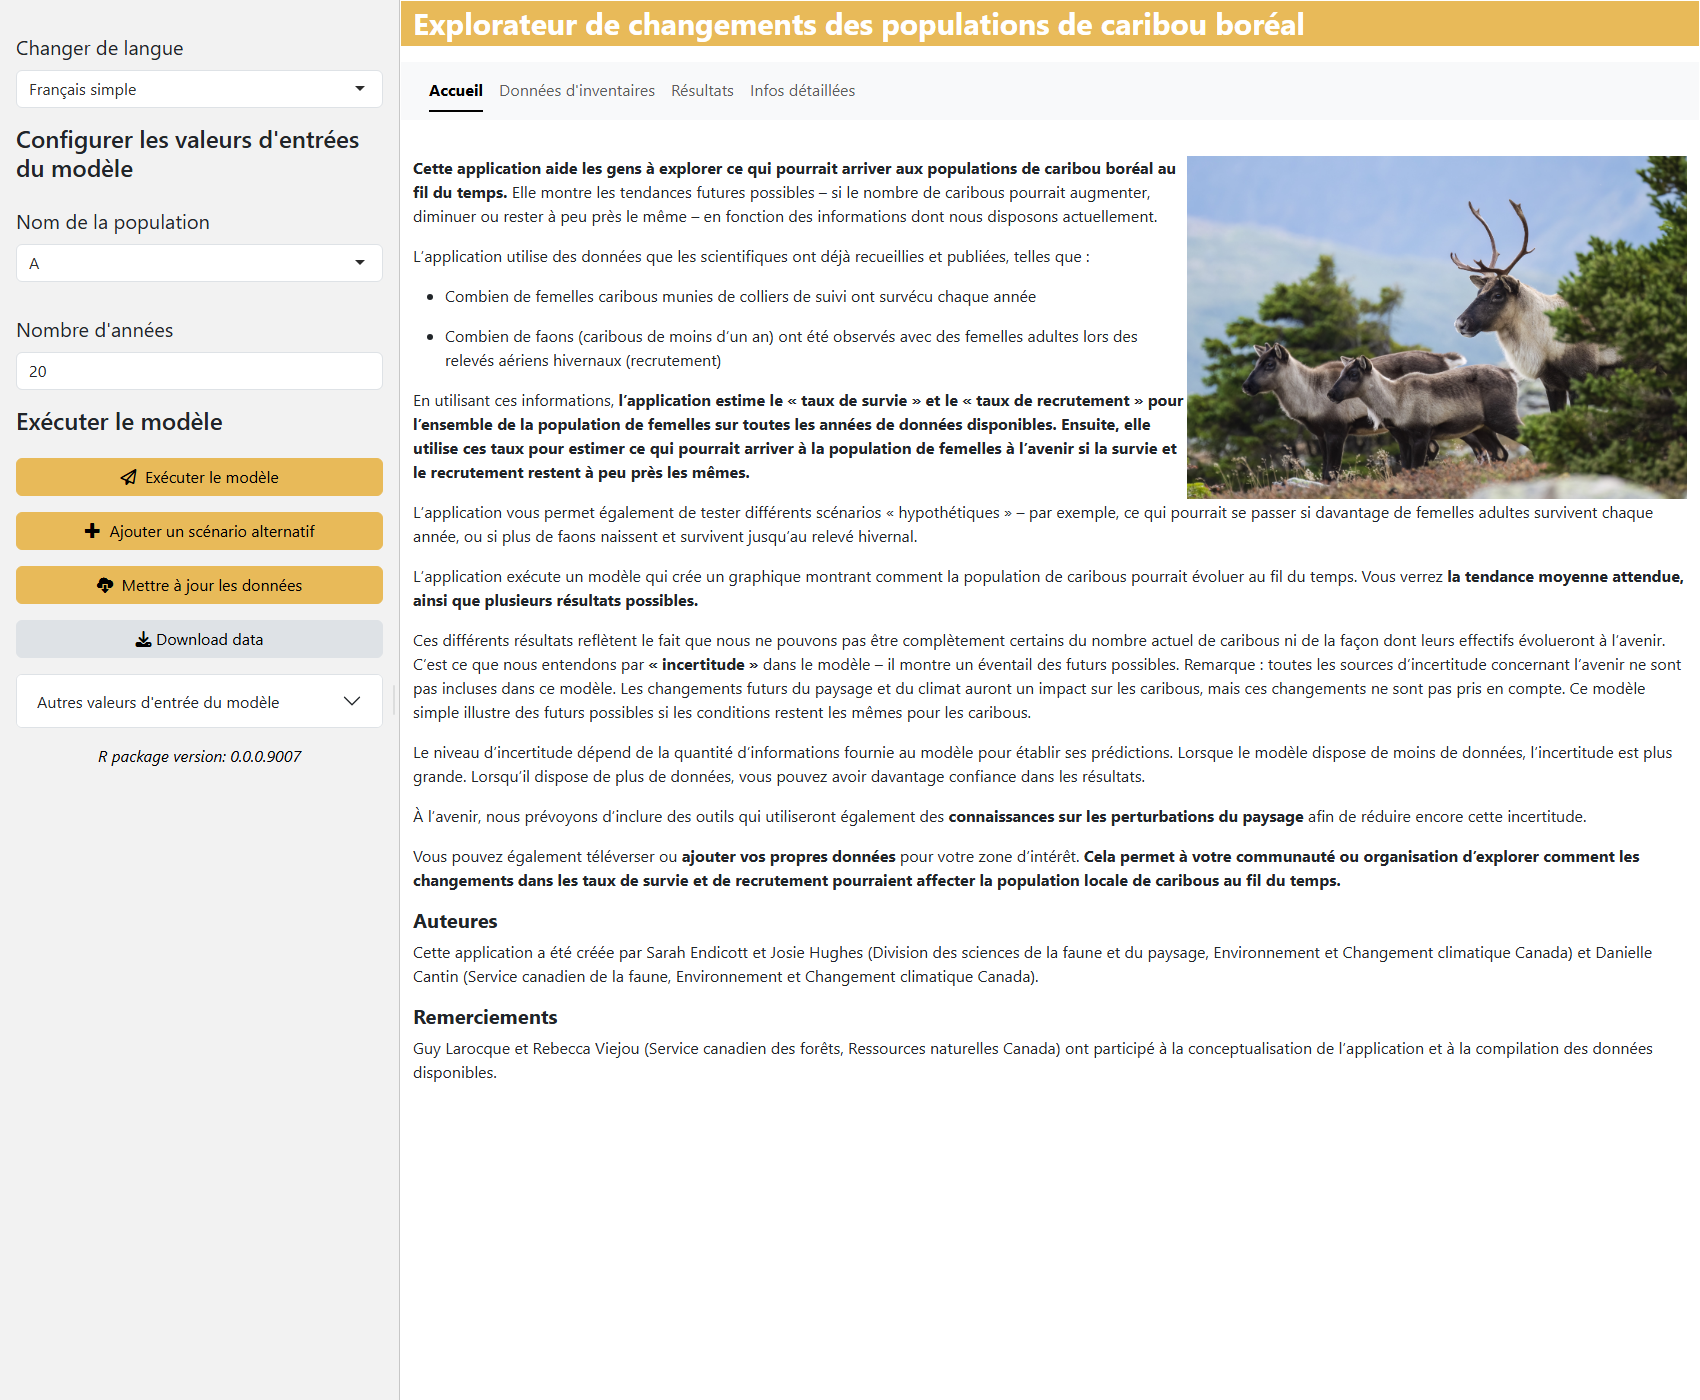 Changer de langue
Français simple
Configurer les valeurs d'entrées
du modèle
Nom de la population
A
Nombre d'années
20
Exécuter le modèle
Exécuter le modèle
Ajouter un scénario alternatif
Mettre à jour les données
Download data
Autres valeurs d'entrée du modèle
R package version: 0.0.0.9007
Explorateur de changements des populations de caribou boréal
Accueil Données d'inventaires Résultats Infos détaillées
Cette application aide les gens à explorer ce qui pourrait arriver aux populations de caribou boréal au
fil du temps. Elle montre les tendances futures possibles – si le nombre de caribous pourrait augmenter,
diminuer ou rester à peu près le même – en fonction des informations dont nous disposons actuellement.
L’application utilise des données que les scientifiques ont déjà recueillies et publiées, telles que :
• Combien de femelles caribous munies de colliers de suivi ont survécu chaque année
• Combien de faons (caribous de moins d’un an) ont été observés avec des femelles adultes lors des
relevés aériens hivernaux (recrutement)
En utilisant ces informations, l’application estime le « taux de survie » et le « taux de recrutement » pour
l’ensemble de la population de femelles sur toutes les années de données disponibles. Ensuite, elle
utilise ces taux pour estimer ce qui pourrait arriver à la population de femelles à l’avenir si la survie et
le recrutement restent à peu près les mêmes.
L’application vous permet également de tester différents scénarios « hypothétiques » – par exemple, ce qui pourrait se passer si davantage de femelles adultes survivent chaque
année, ou si plus de faons naissent et survivent jusqu’au relevé hivernal.
L’application exécute un modèle qui crée un graphique montrant comment la population de caribous pourrait évoluer au fil du temps. Vous verrez la tendance moyenne attendue,
ainsi que plusieurs résultats possibles.
Ces différents résultats reflètent le fait que nous ne pouvons pas être complètement certains du nombre actuel de caribous ni de la façon dont leurs effectifs évolueront à l’avenir.
C’est ce que nous entendons par « incertitude » dans le modèle – il montre un éventail des futurs possibles. Remarque : toutes les sources d’incertitude concernant l’avenir ne sont
pas incluses dans ce modèle. Les changements futurs du paysage et du climat auront un impact sur les caribous, mais ces changements ne sont pas pris en compte. Ce modèle
simple illustre des futurs possibles si les conditions restent les mêmes pour les caribous.
Le niveau d’incertitude dépend de la quantité d’informations fournie au modèle pour établir ses prédictions. Lorsque le modèle dispose de moins de données, l’incertitude est plus
grande. Lorsqu’il dispose de plus de données, vous pouvez avoir davantage confiance dans les résultats.
À l’avenir, nous prévoyons d’inclure des outils qui utiliseront également des connaissances sur les perturbations du paysage afin de réduire encore cette incertitude.
Vous pouvez également téléverser ou ajouter vos propres données pour votre zone d’intérêt. Cela permet à votre communauté ou organisation d’explorer comment les
changements dans les taux de survie et de recrutement pourraient affecter la population locale de caribous au fil du temps.
Auteures
Cette application a été créée par Sarah Endicott et Josie Hughes (Division des sciences de la faune et du paysage, Environnement et Changement climatique Canada) et Danielle
Cantin (Service canadien de la faune, Environnement et Changement climatique Canada).
Remerciements
Guy Larocque et Rebecca Viejou (Service canadien des forêts, Ressources naturelles Canada) ont participé à la conceptualisation de l’application et à la compilation des données
disponibles.